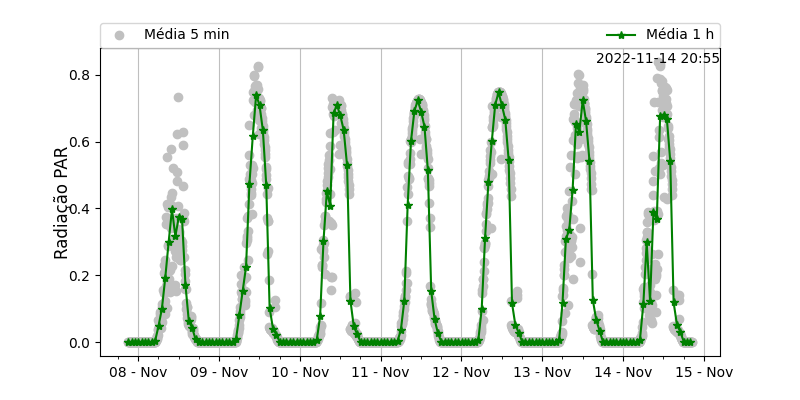 Média 5 min
Média 1 h
2022-11-14 20:55
Radiação PAR
0.8
0.6
0.4
0.2
0.0
08 - Nov
09 - Nov
10 - Nov
11 - Nov
12 - Nov
13 - Nov
14 - Nov
15 - Nov